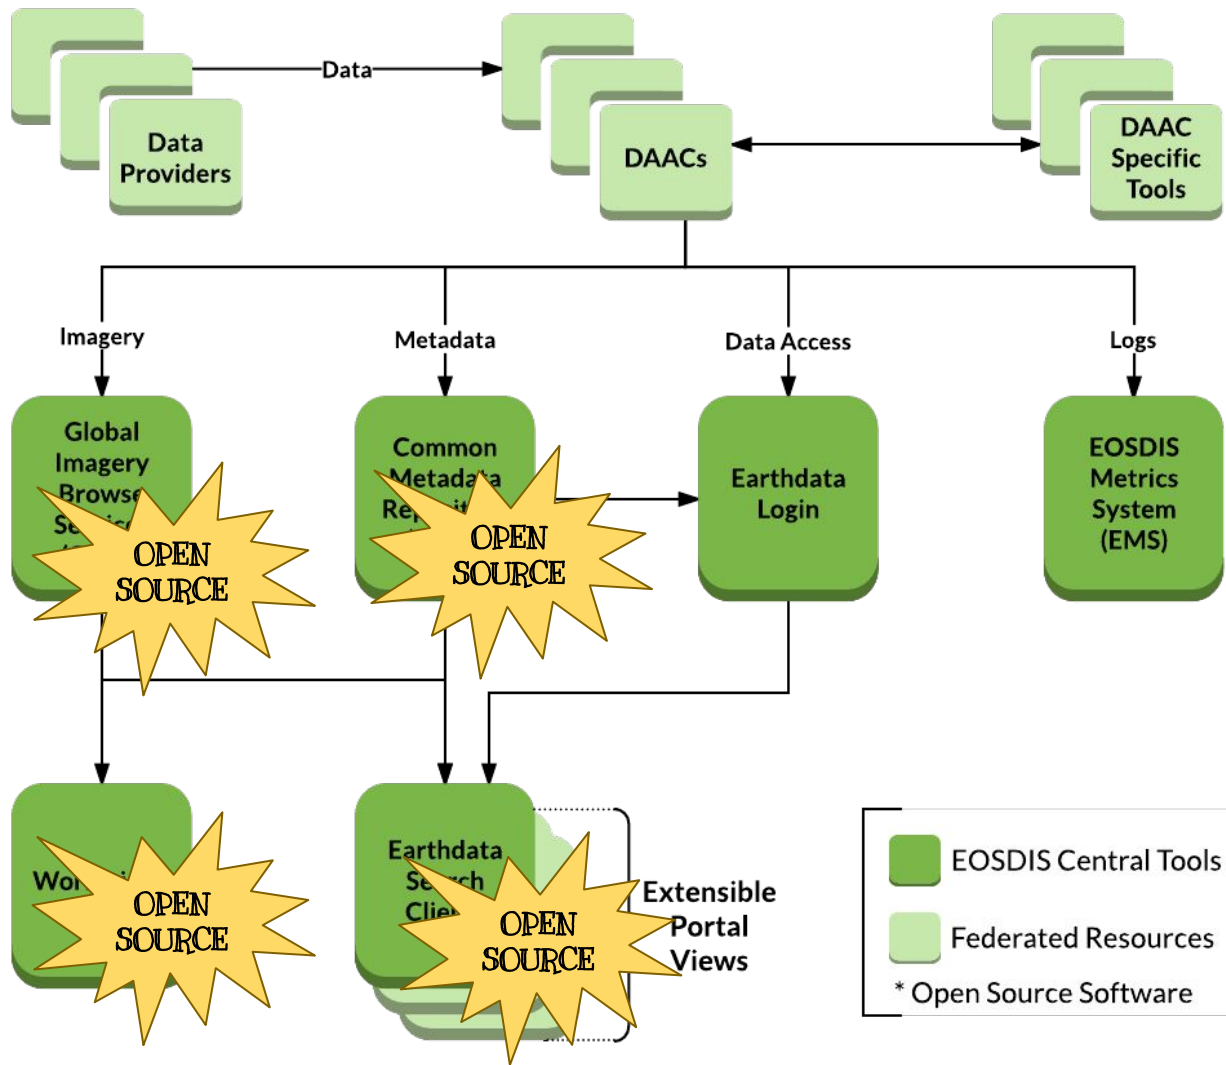 Data
Data
Providers
DAACs
DAAC
Specific
Tools
Imagery
Metadata
Data Access
Logs
Global
Imagery
Browse
OPEN
SOURCE
Common
Metadata
OPEN
SOURCE
Earthdata
Login
EOSDIS
Metrics
System
(EMS)
OPEN
SOURCE
Earthdata
Search
OPEN
SOURCE
Extensible
Portal
Views
EOSDIS Central Tools
Federated Resources
* Open Source Software